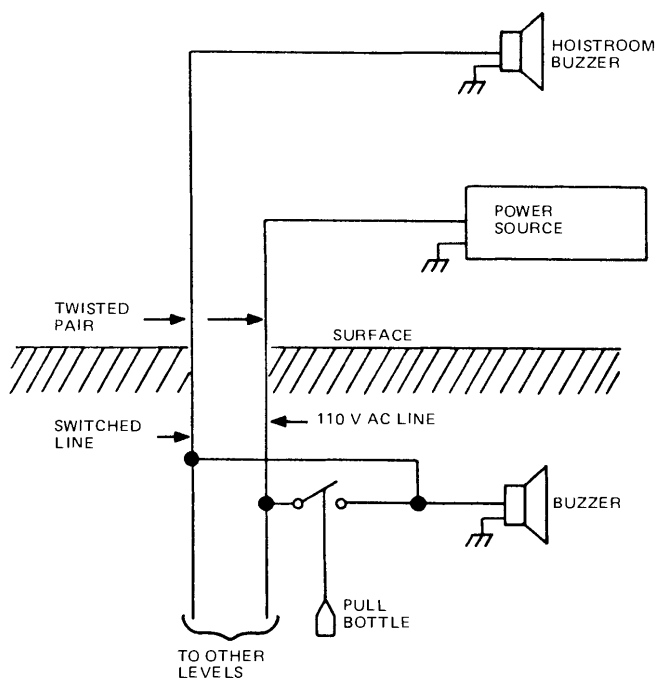 HOISTROOM
BUZZER
POWER
SOURCE
TWISTED
PAIR
SURFACE
SWITCHED
LINE
110 V AC LINE
BUZZER
PULL
BOTTLE
TO OTHER
LEVELS